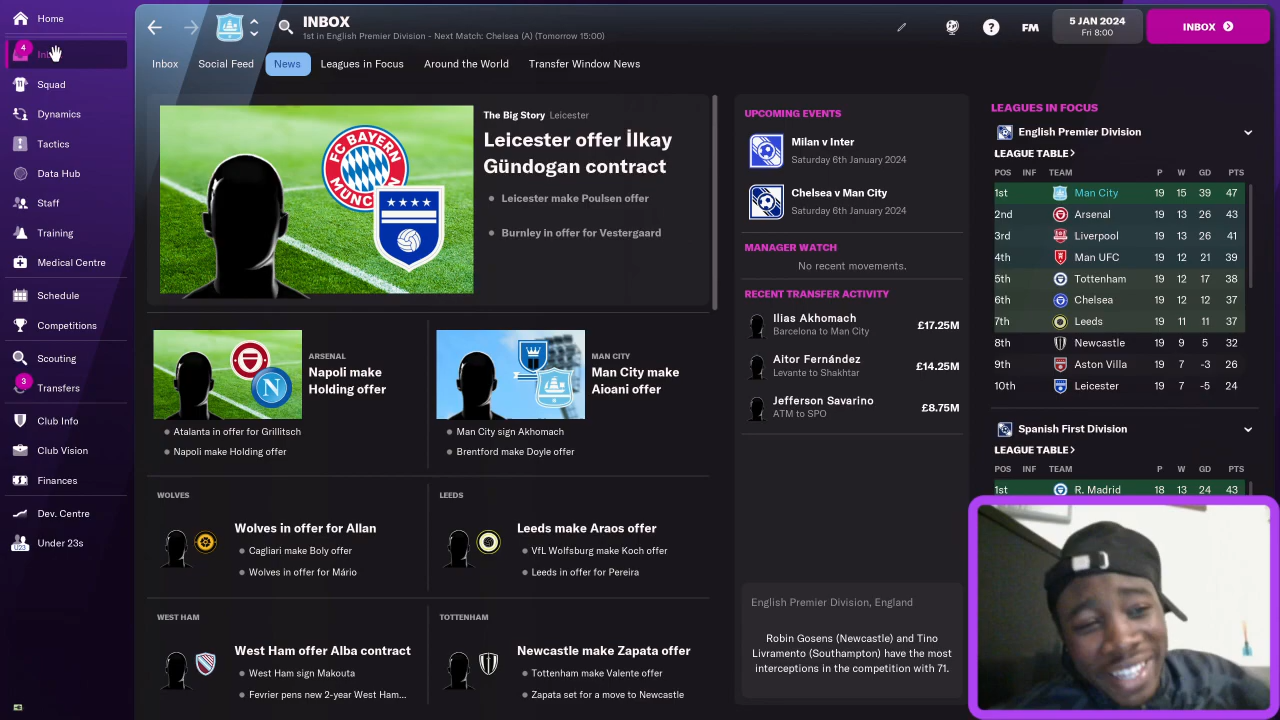 Home
4
Inbox
Squad
Dynamics
Tactics
Data Hub
Staff
Training
Medical Centre
Schedule
Competitions
Scouting
3
Transfers
Club Info
Club Vision
Finances
Dev. Centre
U23
Under 23s
INBOX
1st in English Premier Division - Next Match: Chelsea (A) (Tomorrow 15:00)
FM
5 JAN 2024
Fri 8:00
INBOX
Inbox
Social Feed
News
Leagues in Focus
Around the World
Transfer Window News
FC BAYERN
MÜNCHEN
The Big Story Leicester
Leicester offer İlkay
Gündogan contract
Leicester make Poulsen offer
Burnley in offer for Vestergaard
N
ARSENAL
Napoli make
Holding offer
Atalanta in offer for Grillitsch
Napoli make Holding offer
MAN CITY
Man City make
Aioani offer
Man City sign Akhomach
Brentford make Doyle offer
WOLVES
Wolves in offer for Allan
Cagliari make Boly offer
Wolves in offer for Mário
LEEDS
Leeds make Araos offer
VfL Wolfsburg make Koch offer
Leeds in offer for Pereira
WEST HAM
West Ham offer Alba contract
West Ham sign Makouta
Fevrier pens new 2-year West Ham...
TOTTENHAM
Newcastle make Zapata offer
Tottenham make Valente offer
Zapata set for a move to Newcastle
UPCOMING EVENTS
Milan v Inter
Saturday 6th January 2024
Chelsea v Man City
Saturday 6th January 2024
MANAGER WATCH
No recent movements.
RECENT TRANSFER ACTIVITY
Ilias Akhomach
Barcelona to Man City
£17.25M
Aitor Fernández
Levante to Shakhtar
£14.25M
Jefferson Savarino
ATM to SPO
£8.75M
English Premier Division, England
Robin Gosens (Newcastle) and Tino
Livramento (Southampton) have the most
interceptions in the competition with 71.
LEAGUES IN FOCUS
English Premier Division
LEAGUE TABLE>
POS INF TEAM P W GD PTS
1st Man City 19 15 39 47
2nd Arsenal 19 13 26 43
3rd Liverpool 19 13 26 41
4th Man UFC 19 12 21 39
5th Tottenham 19 12 17 38
6th Chelsea 19 12 12 37
7th Leeds 19 11 11 37
8th Newcastle 19 9 5 32
9th Aston Villa 19 7 -3 26
10th Leicester 19 7 -5 24
Spanish First Division
LEAGUE TABLE>
POS INF TEAM P W GD PTS
1st R. Madrid 18 13 24 43